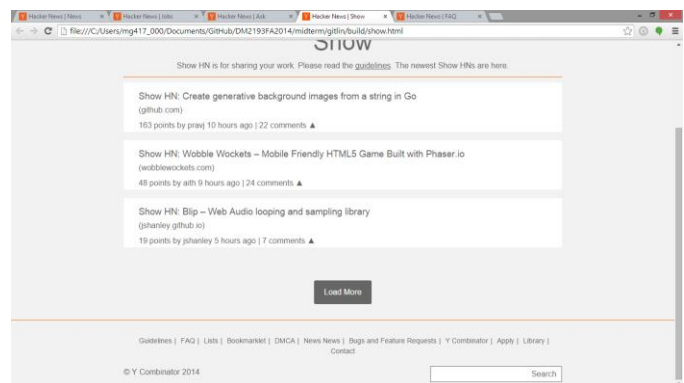 Hacker News | News
Hacker News | Jobs
Hacker News | Ask
Hacker News | Show
Hacker News | FAQ
file:///C:/Users/mg417_000/Documents/GitHub/DM2193FA2014/midterm/gitlin/build/show.html
Show
Show HN is for sharing your work. Please read the guidelines. The newest Show HNs are here.
Show HN: Create generative background images from a string in Go
(github.com)
163 points by pravj 10 hours ago | 22 comments ▲
Show HN: Wobble Wockets – Mobile Friendly HTML5 Game Built with Phaser.io
(wobblewockets.com)
48 points by aith 9 hours ago | 24 comments ▲
Show HN: Blip – Web Audio looping and sampling library
(jshanley.github.io)
19 points by jshanley 5 hours ago | 7 comments ▲
Load More
Guidelines | FAQ | Lists | Bookmarklet | DMCA | News News | Bugs and Feature Requests | Y Combinator | Apply | Library |
Contact
© Y Combinator 2014
Search